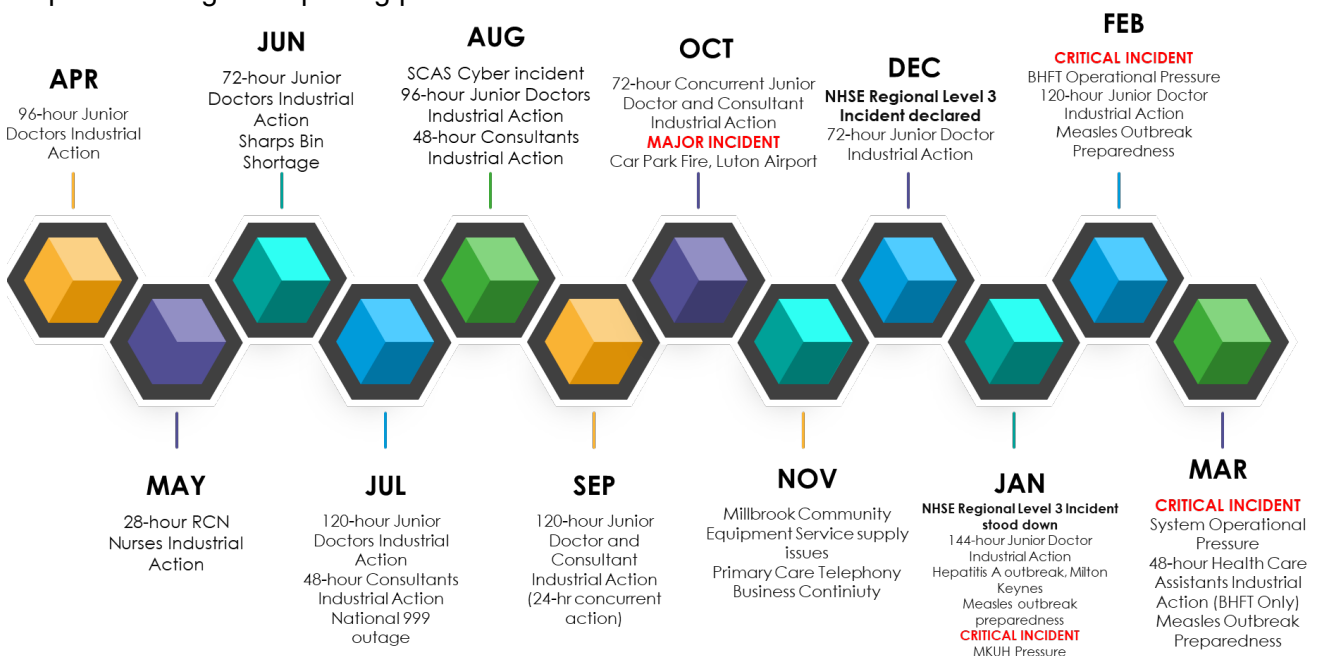 APR
96-hour Junior
Doctors Industrial
Action
MAY
28-hour RCN
Nurses Industrial
Action
JUN
72-hour Junior
Doctors Industrial
Action
Sharps Bin
Shortage
JUL
120-hour Junior
Doctors Industrial
Action
48-hour Consultants
Industrial Action
National 999
outage
AUG
SCAS Cyber incident
96-hour Junior Doctors
Industrial Action
48-hour Consultants
Industrial Action
SEP
120-hour Junior
Doctor and
Consultant
Industrial Action
(24-hr concurrent
action)
OCT
72-hour Concurrent Junior
Doctor and Consultant
Industrial Action
MAJOR INCIDENT
Car Park Fire, Luton Airport
NOV
Millbrook Community
Equipment Service supply
issues
Primary Care Telephony
Business Continiuty
DEC
NHSE Regional Level 3
Incident declared
72-hour Junior Doctor
Industrial Action
JAN
NHSE Regional Level 3 Incident
stood down
144-hour Junior Doctor
Industrial Action
Hepatitis A outbreak, Milton
Keynes
Measles outbreak
preparedness
CRITICAL INCIDENT
MKUH Pressure
FEB
CRITICAL INCIDENT
BHFT Operational Pressure
120-hour Junior Doctor
Industrial Action
Measles Outbreak
Preparedness
MAR
CRITICAL INCIDENT
System Operational
Pressure
48-hour Health Care
Assistants Industrial
Action (BHFT Only)
Measles Outbreak
Preparedness